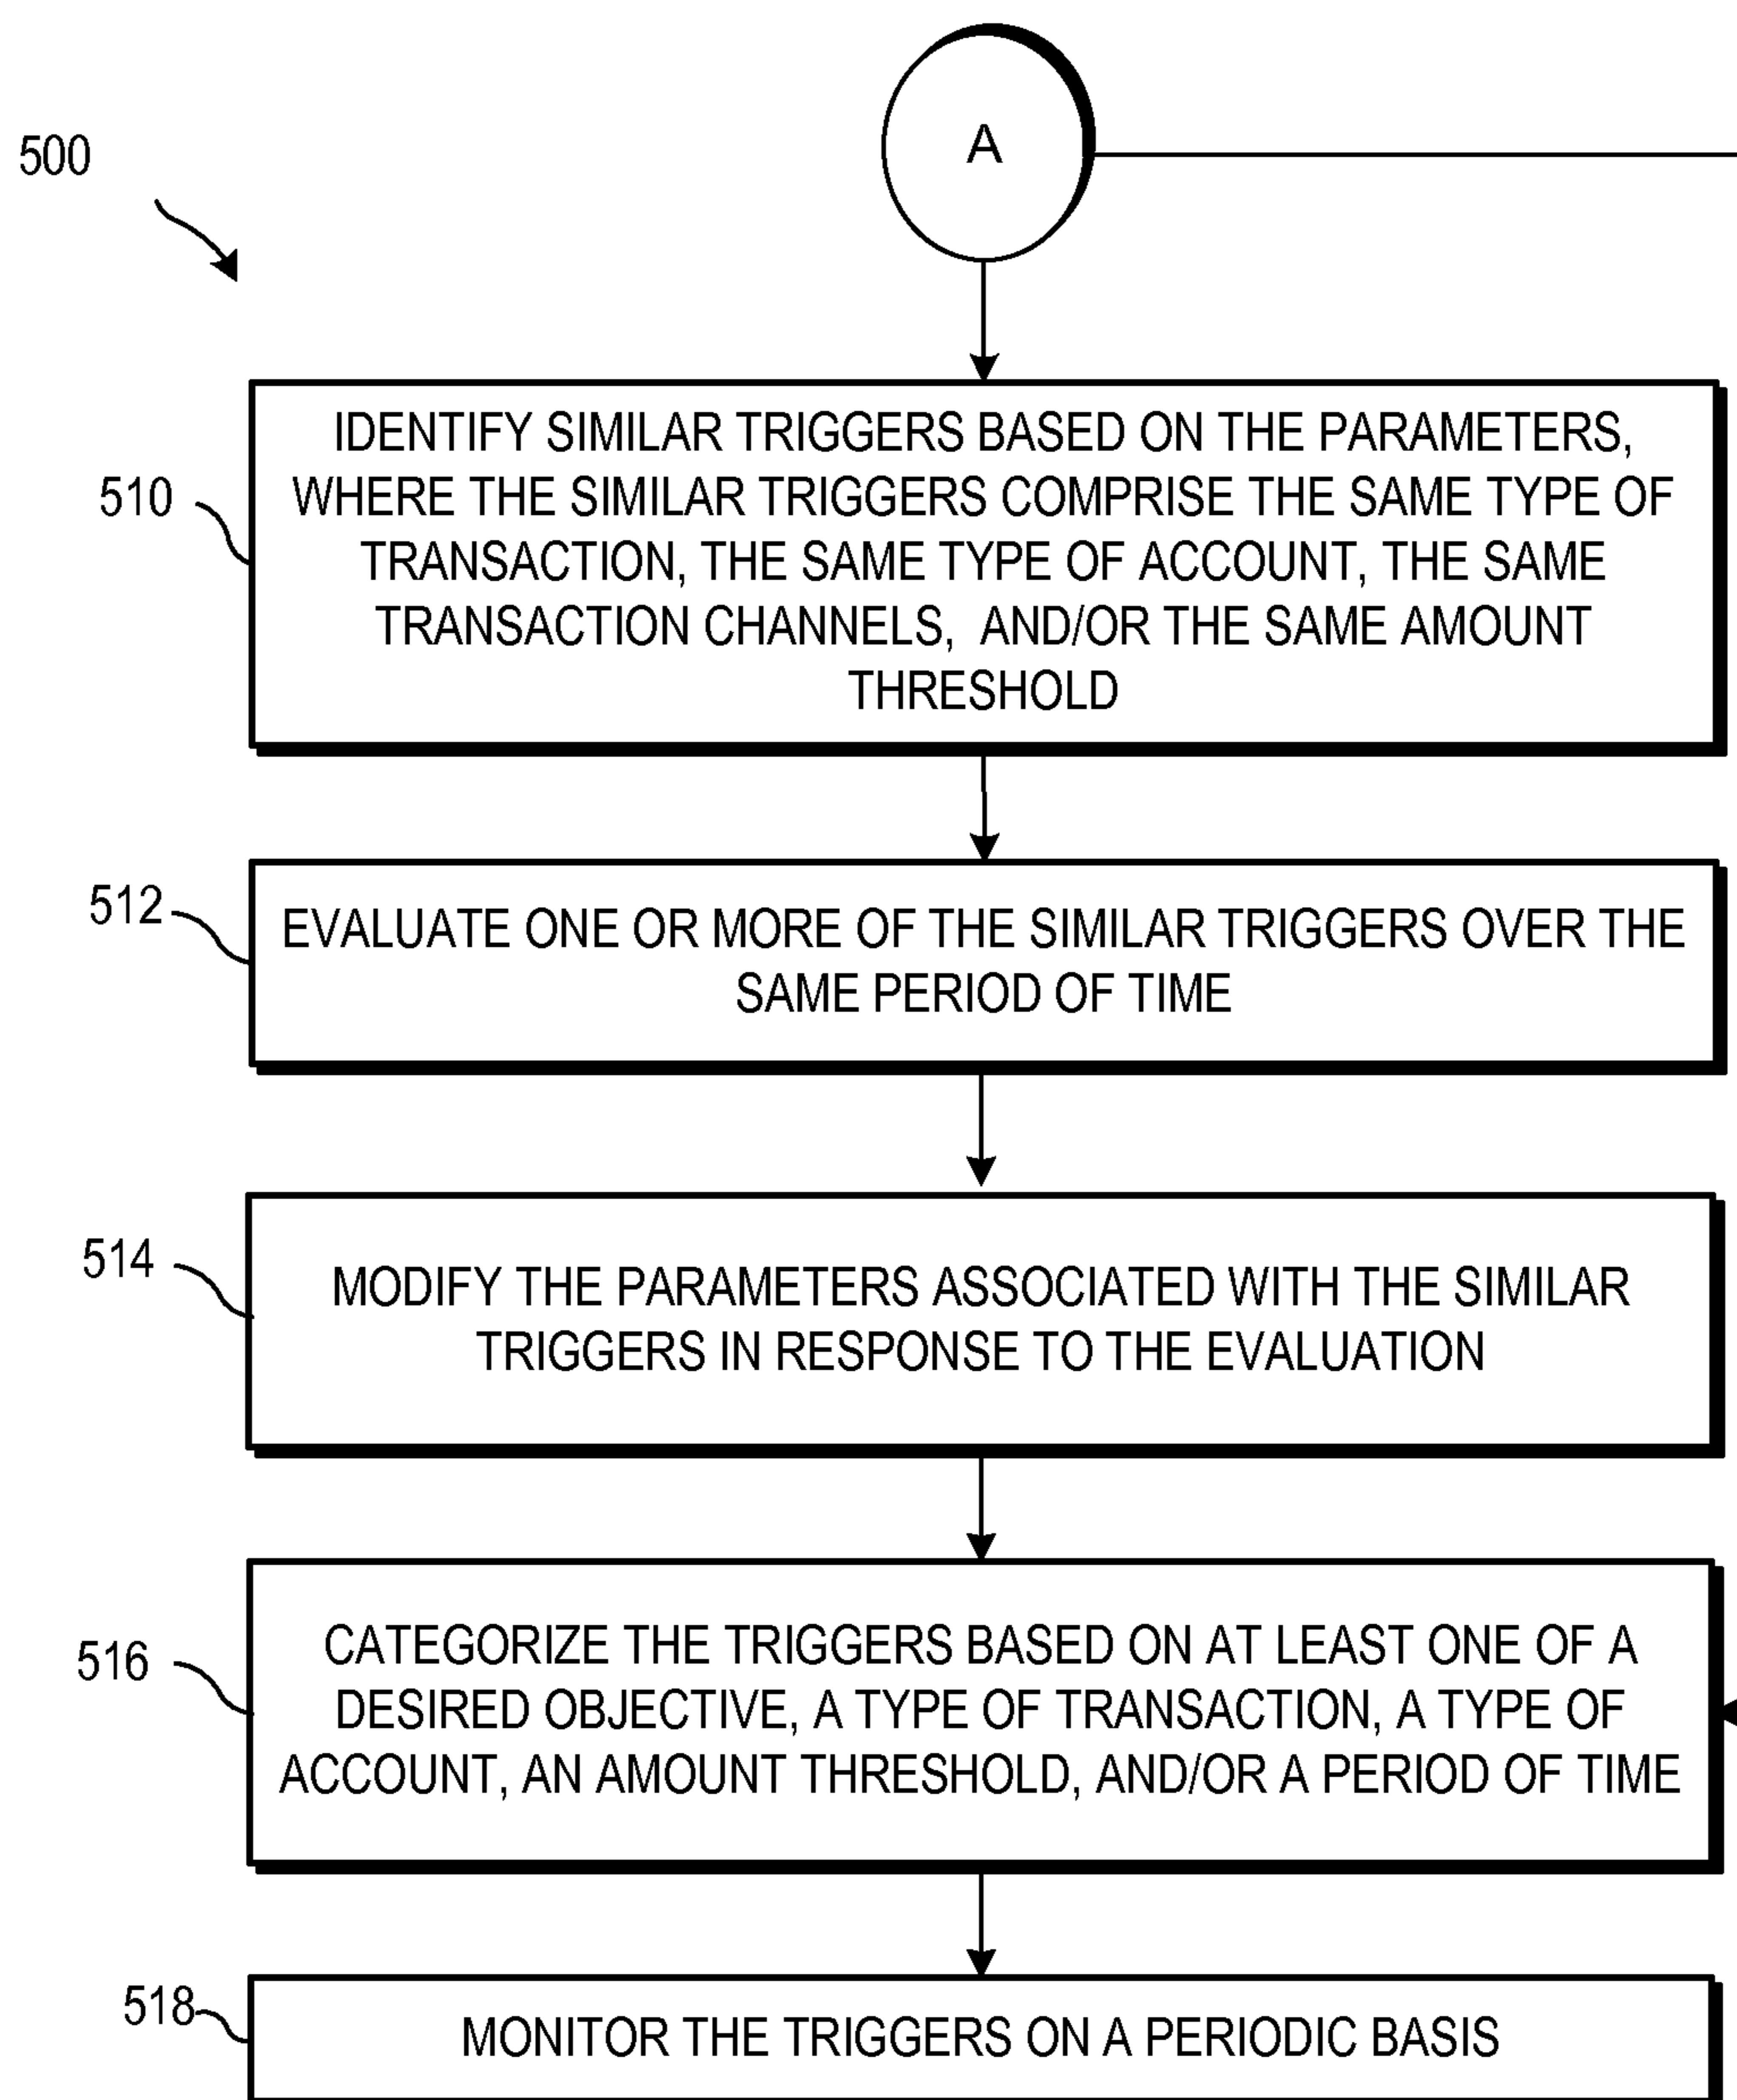 A
500
510
IDENTIFY SIMILAR TRIGGERS BASED ON THE PARAMETERS,
WHERE THE SIMILAR TRIGGERS COMPRISE THE SAME TYPE OF
TRANSACTION, THE SAME TYPE OF ACCOUNT, THE SAME
TRANSACTION CHANNELS, AND/OR THE SAME AMOUNT
THRESHOLD
512
EVALUATE ONE OR MORE OF THE SIMILAR TRIGGERS OVER THE
SAME PERIOD OF TIME
514
MODIFY THE PARAMETERS ASSOCIATED WITH THE SIMILAR
TRIGGERS IN RESPONSE TO THE EVALUATION
516
CATEGORIZE THE TRIGGERS BASED ON AT LEAST ONE OF A
DESIRED OBJECTIVE, A TYPE OF TRANSACTION, A TYPE OF
ACCOUNT, AN AMOUNT THRESHOLD, AND/OR A PERIOD OF TIME
518
MONITOR THE TRIGGERS ON A PERIODIC BASIS